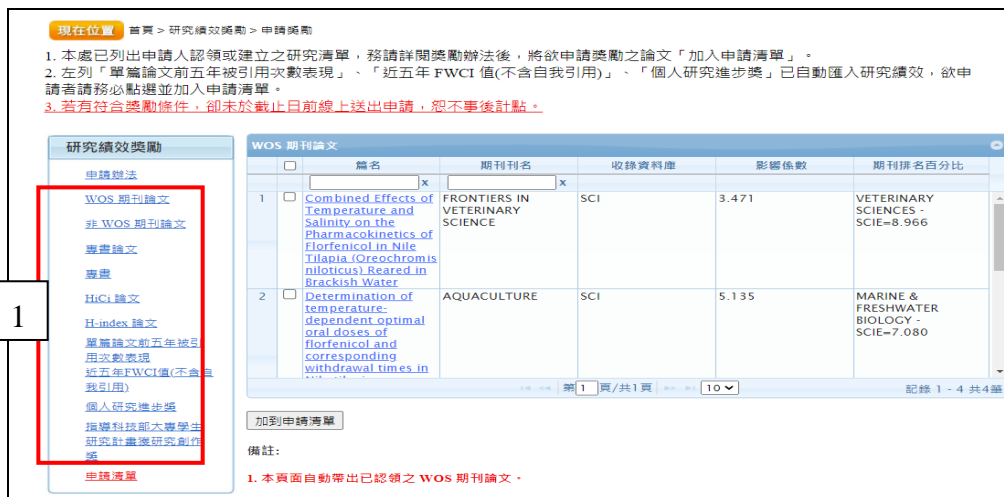 現在位置 首頁 > 研究績效獎勵 > 申請獎勵
1. 本處已列出申請人認領或建立之研究清單，務請詳閱獎勵辦法後，將欲申請獎勵之論文「加入申請清單」。
2. 左列「單篇論文前五年被引用次數表現」、「近五年 FWCI 值(不含自我引用)」、「個人研究進步獎」已自動匯入研究績效，欲申
請者請務必點選並加入申請清單。
3. 若有符合獎勵條件，卻未於截止日前線上送出申請，恕不事後計點。
研究績效獎勵
申請辦法
WOS 期刊論文
非 WOS 期刊論文
專書論文
專書
HiCi 論文
H-index 論文
單篇論文前五年被引
用次數表現
近五年FWCI值(不含自
我引用)
個人研究進步獎
指導科技部大專學生
研究計畫獲研究創作
獎
申請清單
1
WOS 期刊論文
篇名 期刊刊名 收錄資料庫 影響係數 期刊排名百分比
x x
1 Combined Effects of FRONTIERS IN SCI 3.471 VETERINARY
Temperature and VETERINARY SCIENCES -
Salinity on the SCIENCE SCIE=8.966
Pharmacokinetics of
Florfenicol in Nile
Tilapia (Oreochromis
niloticus) Reared in
Brackish Water
2 Determination of AQUACULTURE SCI 5.135 MARINE &
temperature- FRESHWATER
dependent optimal BIOLOGY -
oral doses of SCIE=7.080
florfenicol and
corresponding
withdrawal times in
第 1 頁/共1頁 10 記錄 1 - 4 共4筆
加到申請清單
備註:
1. 本頁面自動帶出已認領之 WOS 期刊論文。